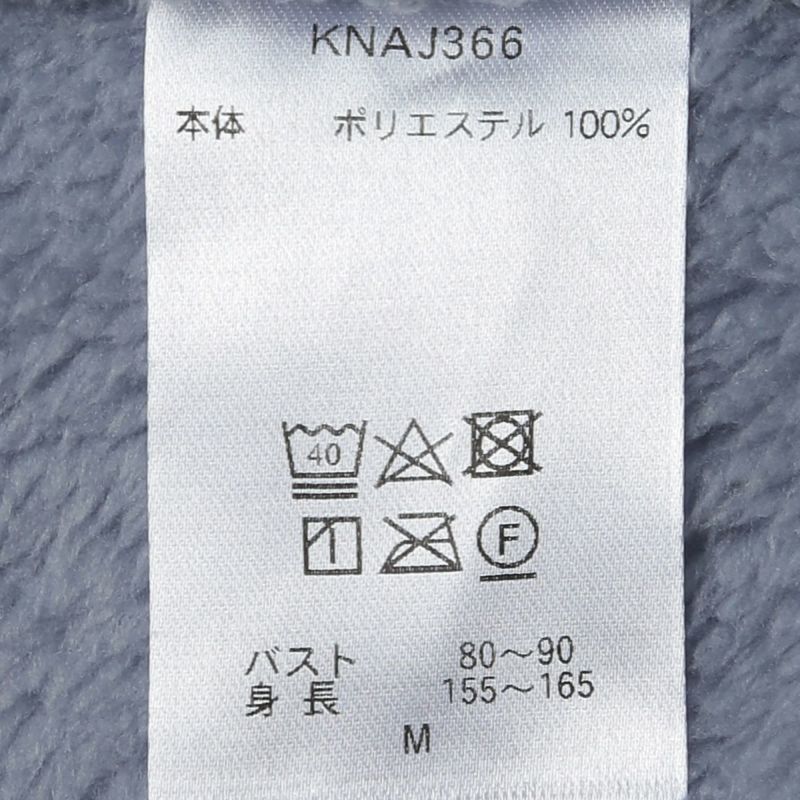 KNAJ366
本体 ポリエステル 100%
40
F
バスト 80～90
身長 155～165
M